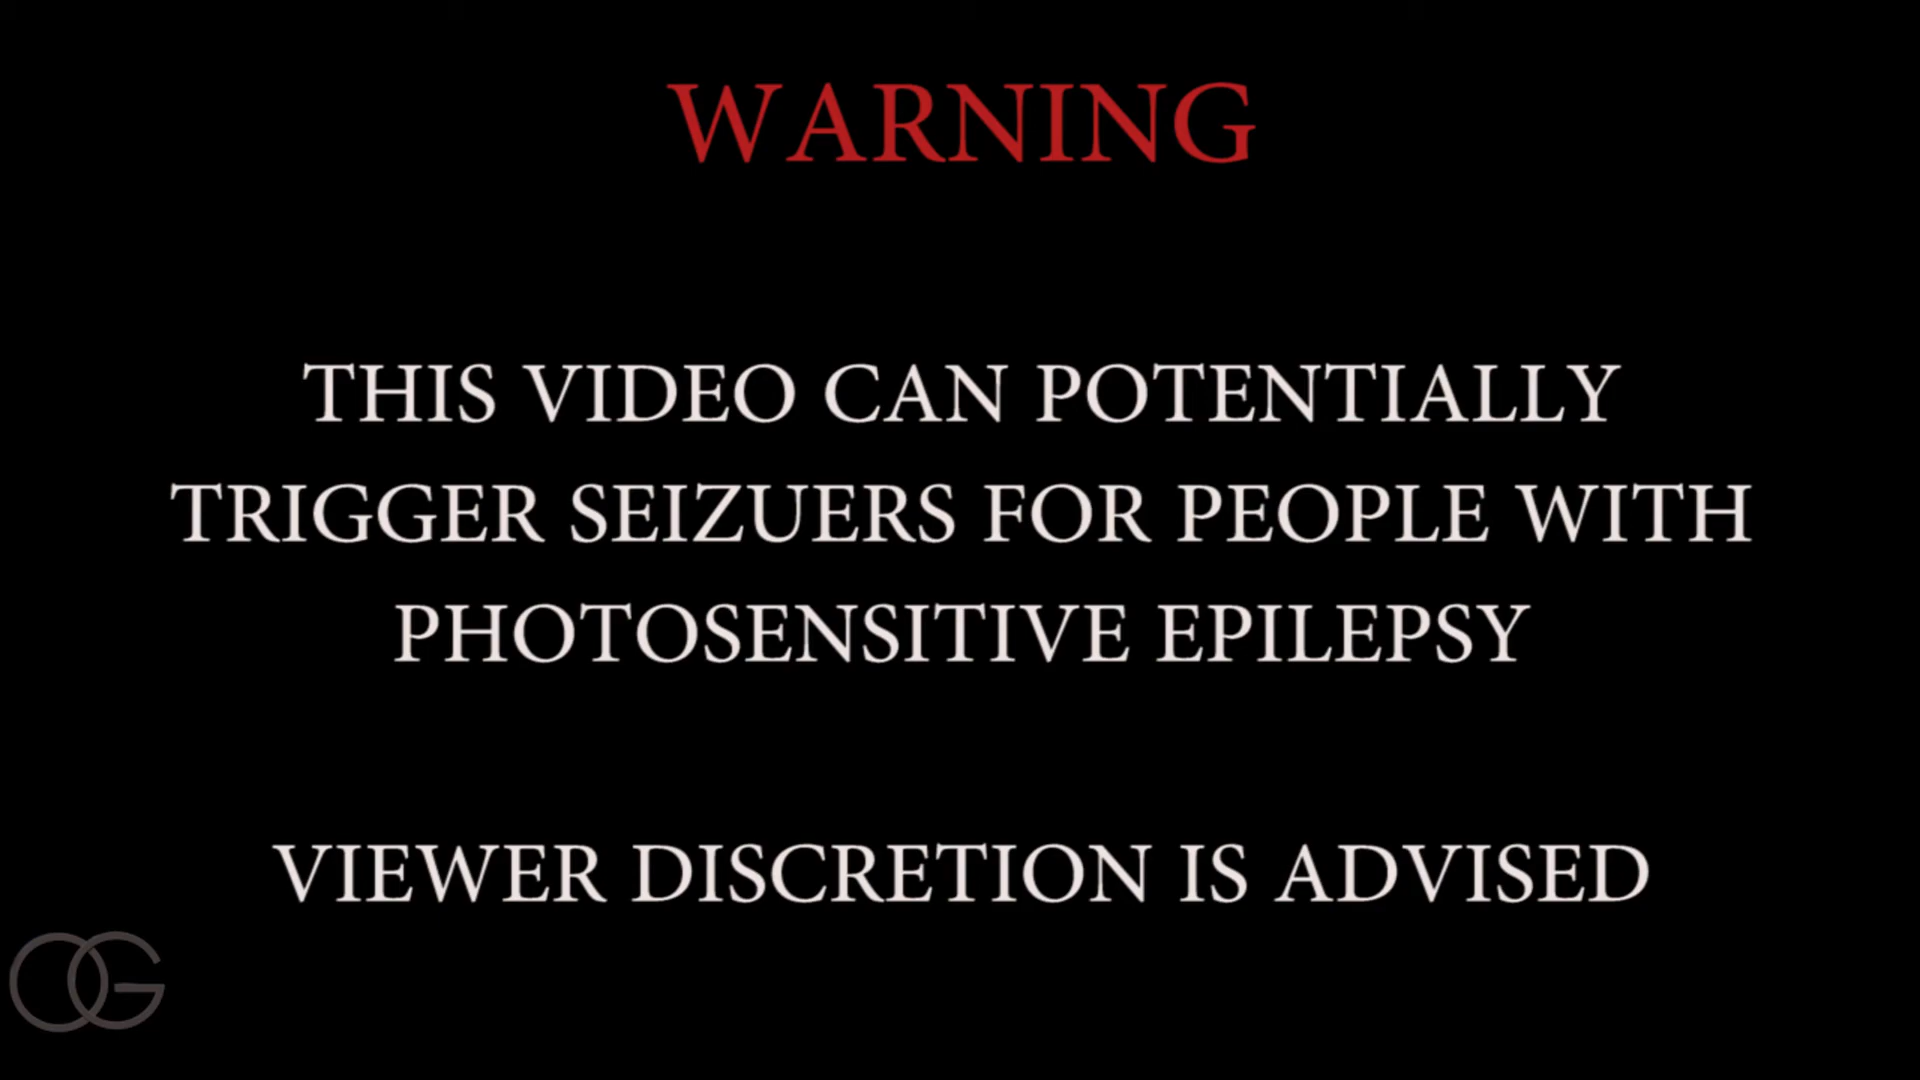 WARNING
THIS VIDEO CAN POTENTIALLY
TRIGGER SEIZUERS FOR PEOPLE WITH
PHOTOSENSITIVE EPILEPSY
VIEWER DISCRETION IS ADVISED
OG